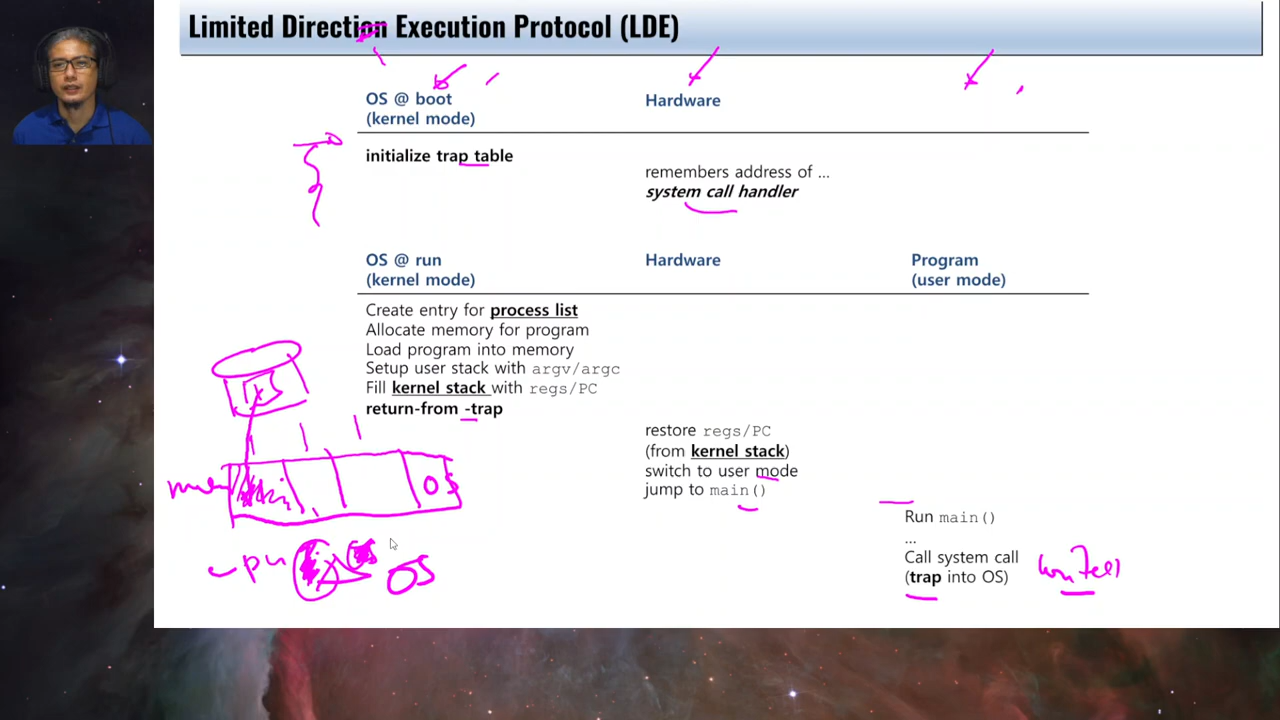 Limited Direction Execution Protocol (LDE)
OS @ boot
(kernel mode)
Hardware
initialize trap table
remembers address of ...
system call handler
OS @ run
(kernel mode)
Hardware
Program
(user mode)
Create entry for process list
Allocate memory for program
Load program into memory
Setup user stack with argv/argc
Fill kernel stack with regs/PC
return-from -trap
restore regs/PC
(from kernel stack)
switch to user mode
jump to main()
Run main()
...
Call system call
(trap into OS)
OS
cpu
OS